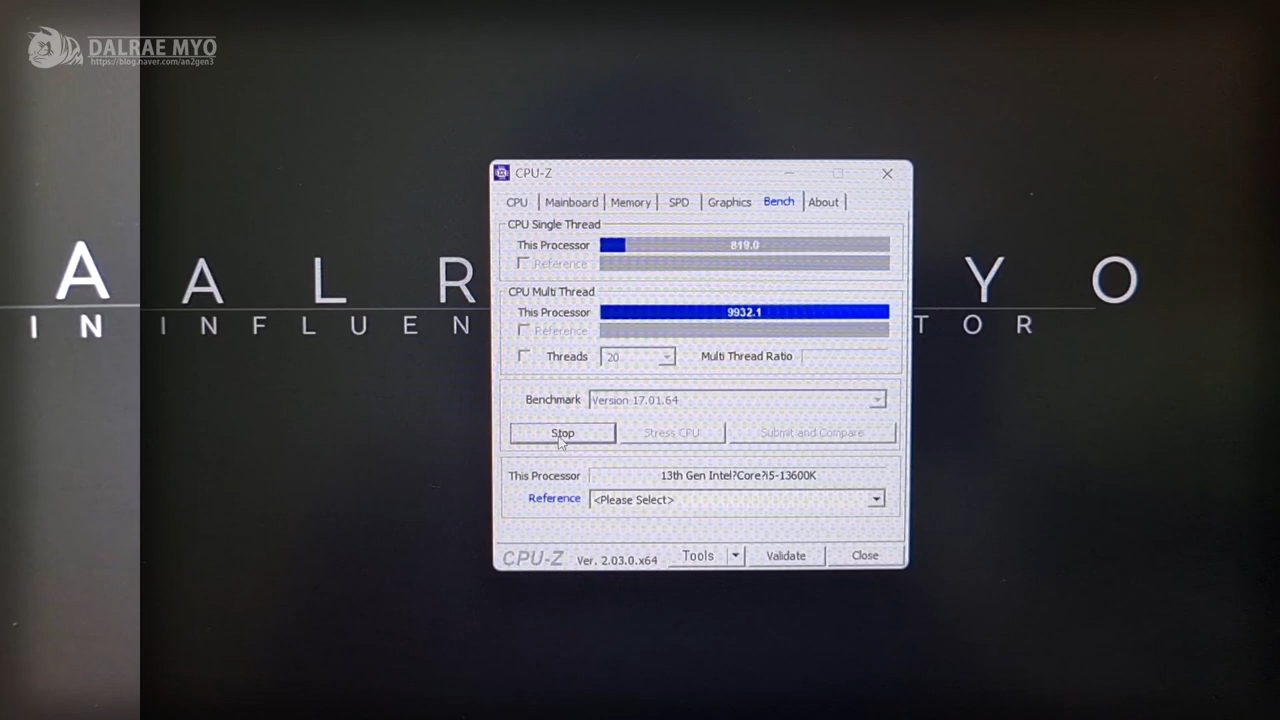 DALRAE MYO
https://blog.naver.com/an2gen3
A A L R Y O
I N I N F L U E N T O R
CPU-Z
CPU Mainboard Memory SPD Graphics Bench About
CPU Single Thread
This Processor 819.0
Reference
CPU Multi Thread
This Processor 9932.1
Reference
Threads 20 Multi Thread Ratio
Benchmark Version 17.01.64
Stop Stress CPU Submit and Compare
This Processor 13th Gen Intel?Core?i5-13600K
Reference <Please Select>
CPU-Z Ver. 2.03.0.x64 Tools Validate Close